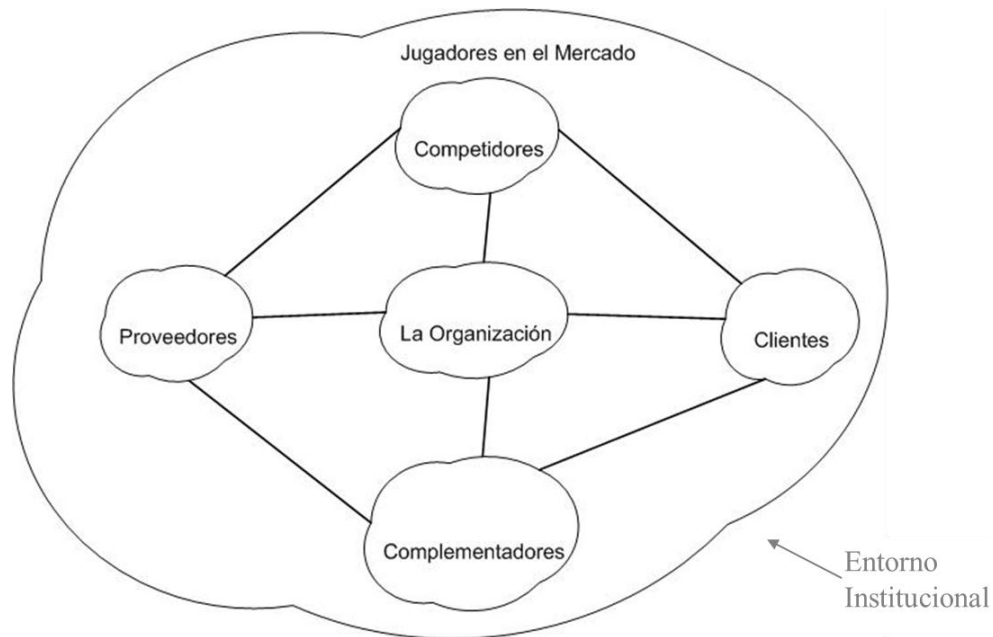 Jugadores en el Mercado
Competidores
Proveedores
La Organización
Clientes
Complementadores
Entorno
Institucional